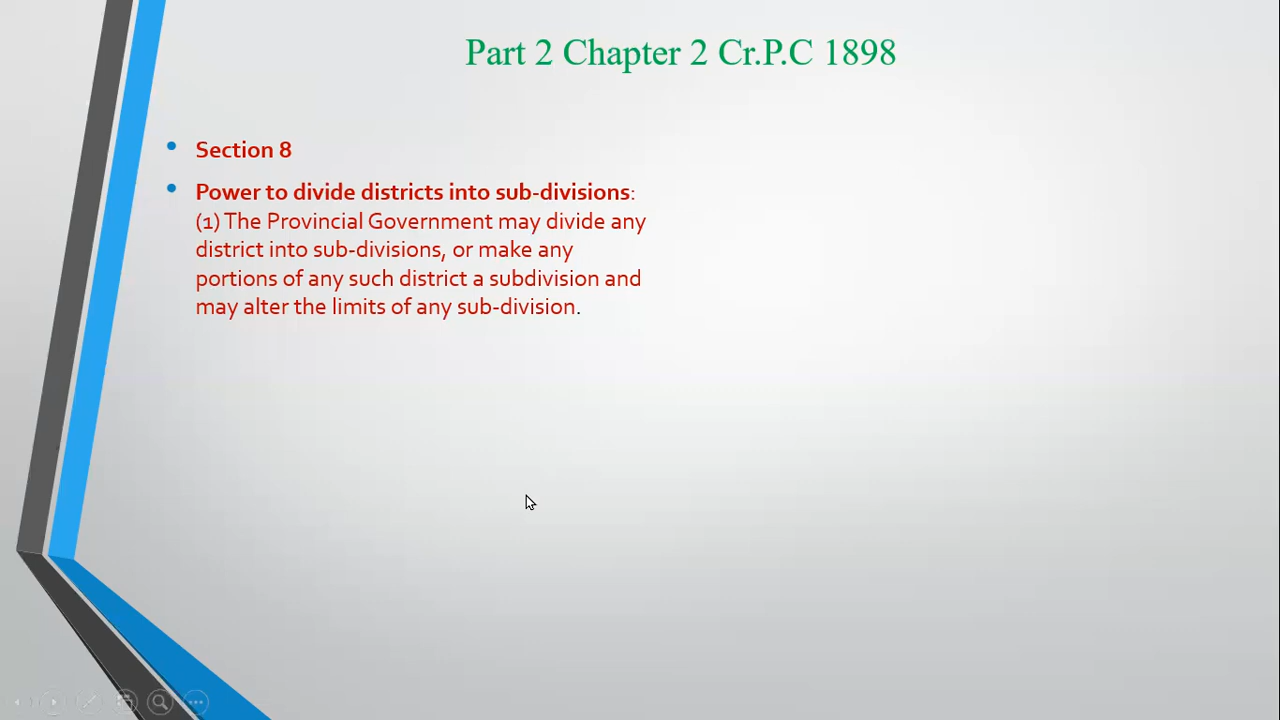 Part 2 Chapter 2 Cr.P.C 1898
Section 8
Power to divide districts into sub-divisions:
(1) The Provincial Government may divide any
district into sub-divisions, or make any
portions of any such district a subdivision and
may alter the limits of any sub-division.